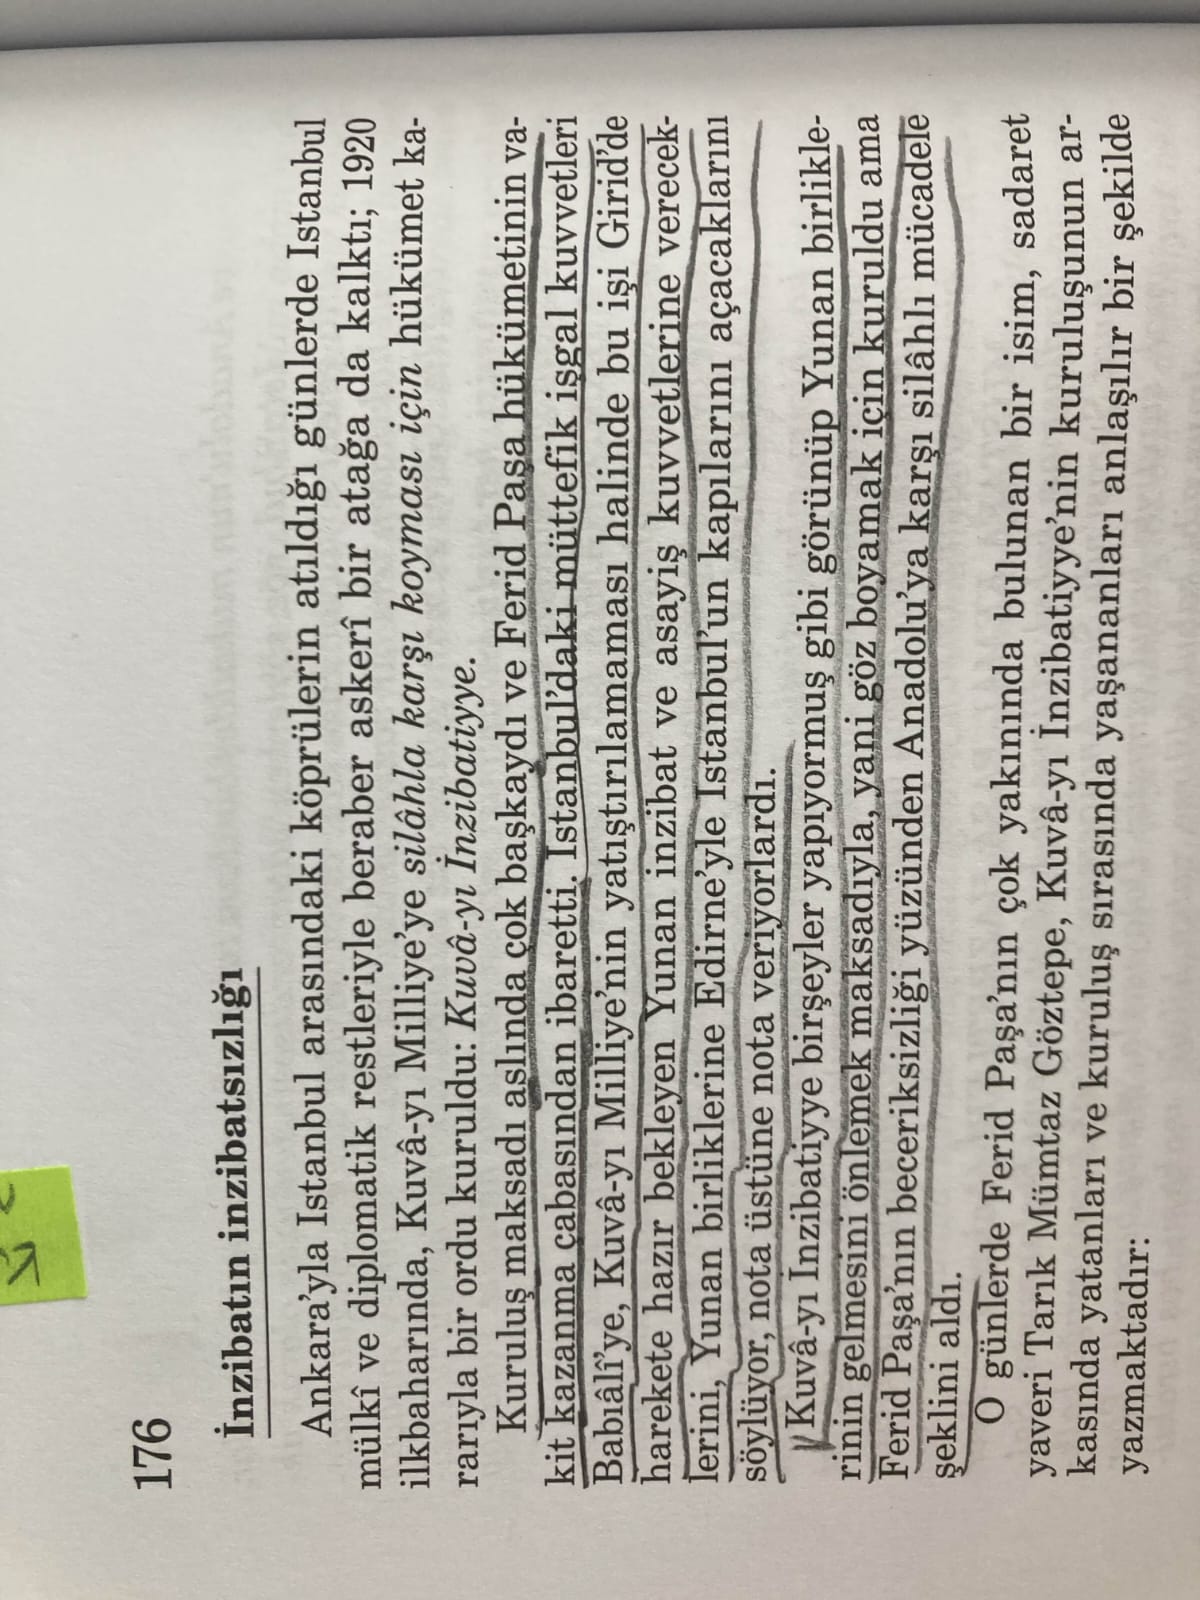 176
İnzibatın inzibatsızlığı
Ankara'yla Istanbul arasındaki köprülerin atıldığı günlerde Istanbul
mülkî ve diplomatik restleriyle beraber askerî bir atağa da kalktı; 1920
ilkbaharında, Kuvâ-yı Milliye'ye silâhla karşı koyması için hükümet ka-
rarıyla bir ordu kuruldu: Kuvâ-yı İnzibatiyye.
Kuruluş maksadı aslında çok başkaydı ve Ferid Paşa hükümetinin va-
kit kazanma çabasından ibaretti. Istanbul'daki müttefik işgal kuvvetleri
Babıâlî'ye, Kuvâ-yı Milliye'nin yatıştırılamaması halinde bu işi Girid'de
harekete hazır bekleyen Yunan inzibat ve asayiş kuvvetlerine verecek-
lerini, Yunan birliklerine Edirne'yle Istanbul'un kapılarını açacaklarını
söylüyor, nota üstüne nota veriyorlardı.
Kuvâ-yı Inzibatiyye birşeyler yapıyormuş gibi görünüp Yunan birlikle-
rinin gelmesini önlemek maksadıyla, yani göz boyamak için kuruldu ama
Ferid Paşa'nın beceriksizliği yüzünden Anadolu'ya karşı silâhlı mücadele
şeklini aldı.
O günlerde Ferid Paşa'nın çok yakınında bulunan bir isim, sadaret
yaveri Tarık Mümtaz Göztepe, Kuvâ-yı İnzibatiyye'nin kuruluşunun ar-
kasında yatanları ve kuruluş sırasında yaşananları anlaşılır bir şekilde
yazmaktadır: